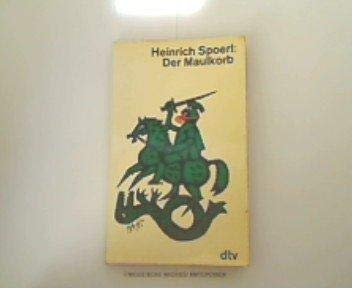 Heinrich Spoerl:
Der Maulkorb
dtv